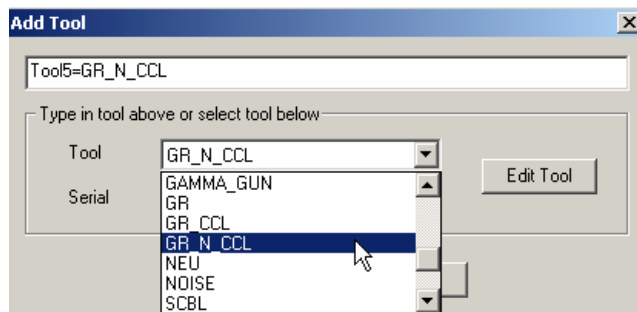 Add Tool
Tool5=GR_N_CCL
Type in tool above or select tool below
Tool
GR_N_CCL
Edit Tool
Serial
GAMMA_GUN
GR
GR_CCL
GR_N_CCL
NEU
NOISE
SCBL